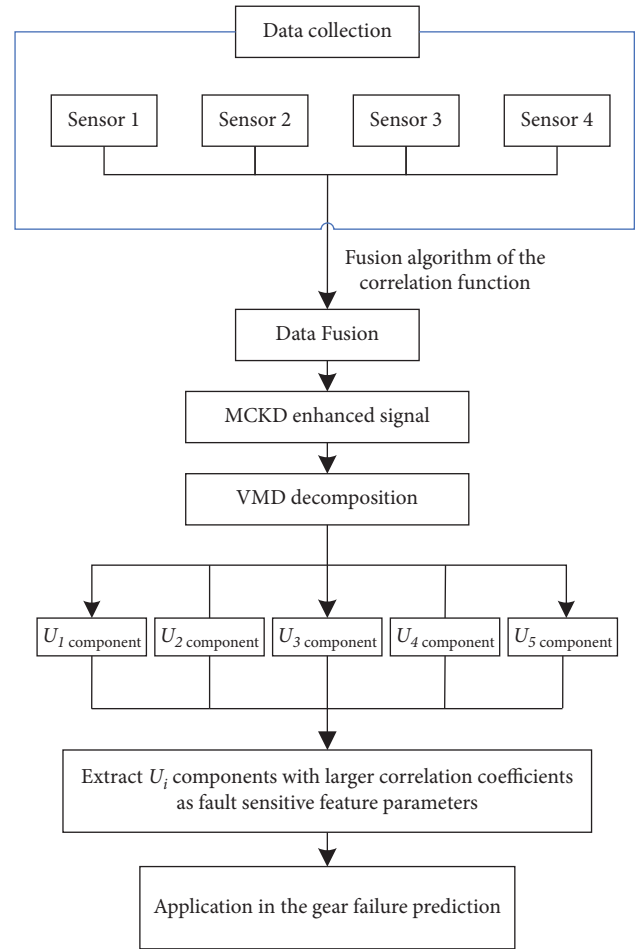 Data collection
Sensor 1
Sensor 2
Sensor 3
Sensor 4
Fusion algorithm of the
correlation function
Data Fusion
MCKD enhanced signal
VMD decomposition
U1 component
U2 component
U3 component
U4 component
U5 component
Extract Ui components with larger correlation coefficients
as fault sensitive feature parameters
Application in the gear failure prediction